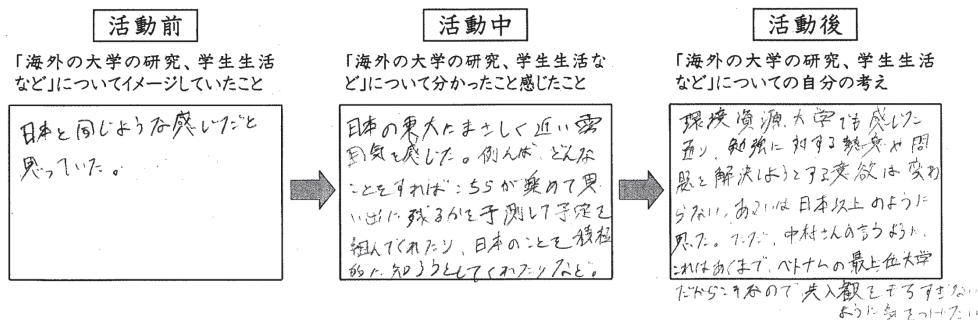 活動前
「海外の大学の研究、学生生活
など」についてイメージしていたこと
日本と同じような感じだと
思っていた。
活動中
「海外の大学の研究、学生生活な
ど」について分かったこと感じたこと
日本の東大にまさしく近い雰
囲気を感じた。例えば、どんな
ことをすればこちらが楽めて思
い出に残るかを予測して予定を
組んでくれたり、日本のことを積極
的に知ろうとしてくれたりなど。
活動後
「海外の大学の研究、学生生活
など」についての自分の考え
環境資源大学でも感じた
通り、勉強に対する熱意や問
題を解決しようとする意欲は変わ
らない、あるいは日本以上のように
思った。ただ、中村さんの言うように、
これはあくまで、ベトナムの最上位大学
だからこそなので先入観をもちすぎない
ように気をつけたい